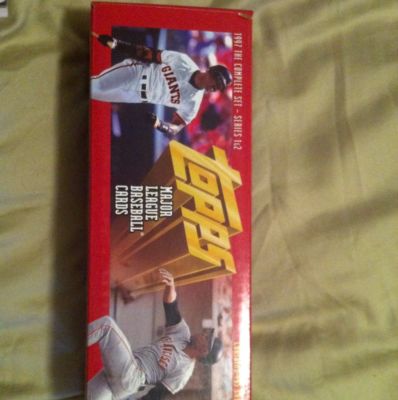 1997 THE COMPLETE SET - SERIES 1&2
GIANTS
Topps
MAJOR
LEAGUE
BASEBALL
CARDS